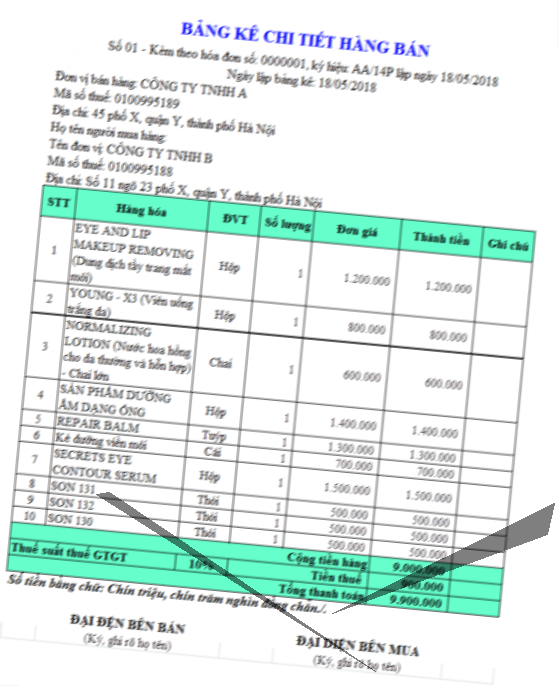 BẢNG KÊ CHI TIẾT HÀNG BÁN
Số 01 - Kèm theo hóa đơn số: 0000001, ký hiệu: AA/14P lập ngày 18/05/2018
Ngày lập bảng kê: 18/05/2018
Đơn vị bán hàng: CÔNG TY TNHH A
Mã số thuế: 0100995189
Địa chỉ: 45 phố X, quận Y, thành phố Hà Nội
Họ tên người mua hàng:
Tên đơn vị: CÔNG TY TNHH B
Mã số thuế: 0100995188
Địa chỉ: Số 11 ngõ 23 phố X, quận Y, thành phố Hà Nội
STT Hàng hóa ĐVT Số lượng Đơn giá Thành tiền Ghi chú
EYE AND LIP
MAKEUP REMOVING
(Dung dịch tẩy trang mắt
môi)
1 Hộp 1 1.200.000 1.200.000
YOUNG - X3 (Viên uống
trắng da)
2 Hộp 1 800.000 800.000
NORMALIZING
LOTION (Nước hoa hồng
cho da thường và hỗn hợp)
- Chai lớn
3 Chai 1 600.000 600.000
SẢN PHẨM DƯỠNG
ẨM DẠNG ỐNG
4 Hộp 1 1.400.000 1.400.000
5 REPAIR BALM Tuýp 1 1.300.000 1.300.000
6 Kẻ đường viền môi Cái 1 700.000 700.000
SECRETS EYE
CONTOUR SERUM
7 Hộp 1 1.500.000 1.500.000
8 SON 131 Thỏi 1 500.000 500.000
9 SON 132 Thỏi 1 500.000 500.000
10 SON 130 Thỏi 1 500.000 500.000
Cộng tiền hàng 9.000.000
Thuế suất thuế GTGT 10% Tiền thuế 900.000
Tổng thanh toán 9.900.000
Số tiền bằng chữ: Chín triệu, chín trăm nghìn đồng chẵn./.
ĐẠI ĐỆN BÊN BÁN ĐẠI DIỆN BÊN MUA
(Ký, ghi rõ họ tên) (Ký, ghi rõ họ tên)